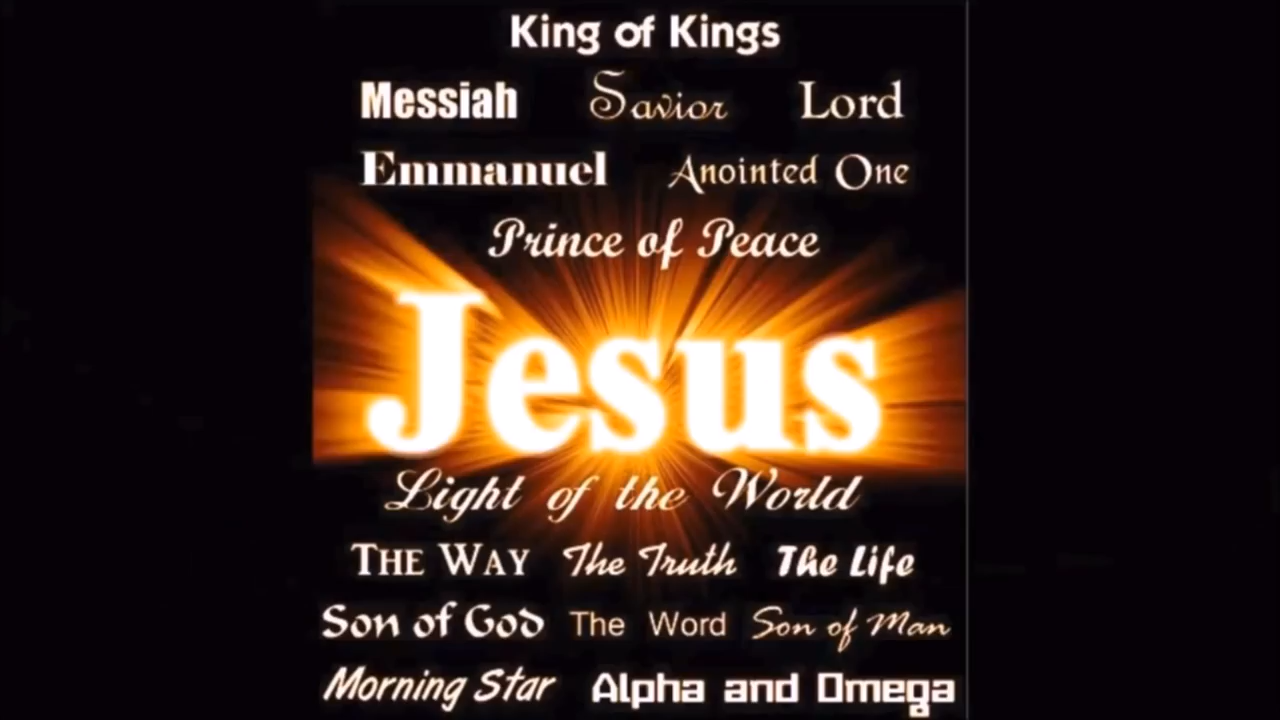 King of Kings
Messiah Savior Lord
Emmanuel Anointed One
Prince of Peace
Jesus
Light of the World
THE WAY The Truth The Life
Son of God The Word Son of Man
Morning Star Alpha and Omega